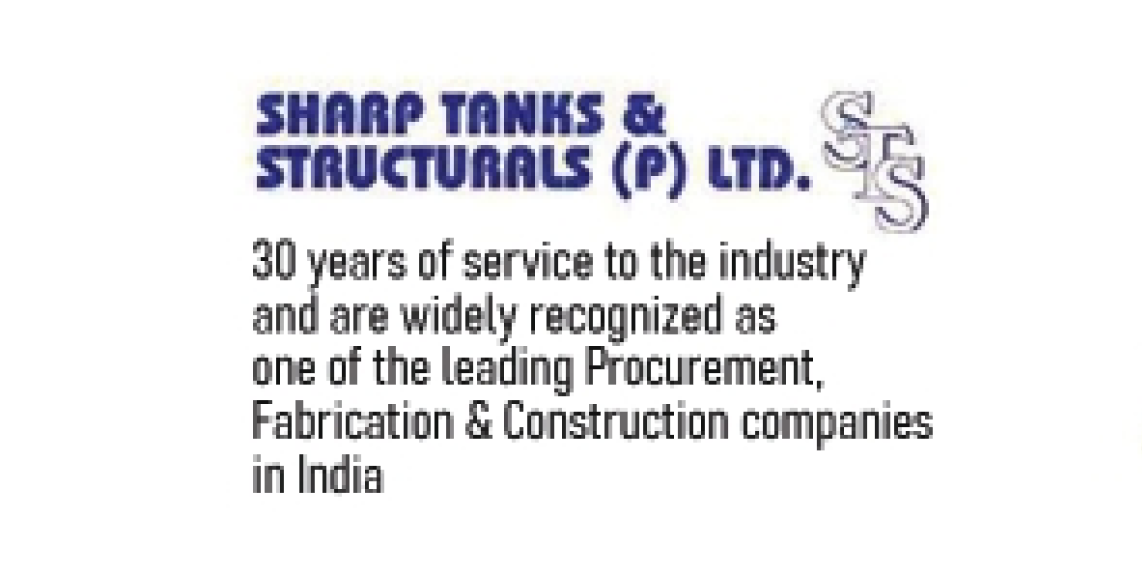 SHARP TANKS &
STRUCTURALS (P) LTD.
STS
30 years of service to the industry
and are widely recognized as
one of the leading Procurement,
Fabrication & Construction companies
in India